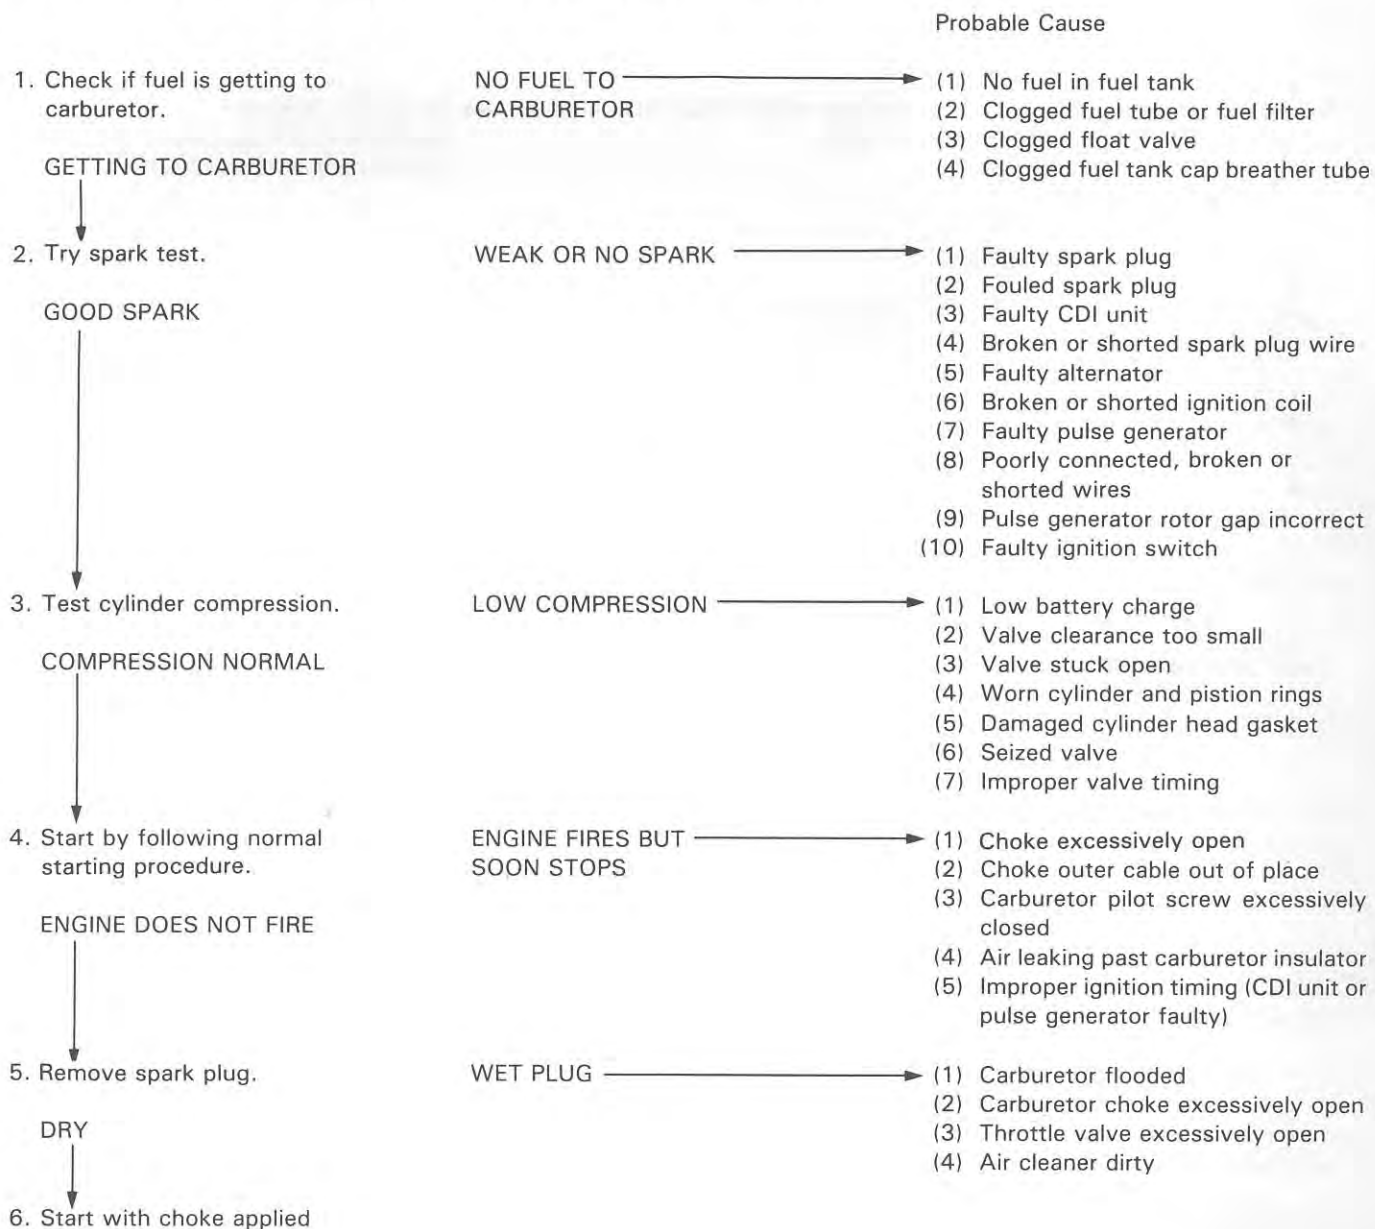 Probable Cause
1. Check if fuel is getting to
carburetor.
NO FUEL TO
CARBURETOR
(1) No fuel in fuel tank
(2) Clogged fuel tube or fuel filter
(3) Clogged float valve
(4) Clogged fuel tank cap breather tube
GETTING TO CARBURETOR
2. Try spark test.
WEAK OR NO SPARK
(1) Faulty spark plug
(2) Fouled spark plug
(3) Faulty CDI unit
(4) Broken or shorted spark plug wire
(5) Faulty alternator
(6) Broken or shorted ignition coil
(7) Faulty pulse generator
(8) Poorly connected, broken or
shorted wires
(9) Pulse generator rotor gap incorrect
(10) Faulty ignition switch
GOOD SPARK
3. Test cylinder compression.
LOW COMPRESSION
(1) Low battery charge
(2) Valve clearance too small
(3) Valve stuck open
(4) Worn cylinder and pistion rings
(5) Damaged cylinder head gasket
(6) Seized valve
(7) Improper valve timing
COMPRESSION NORMAL
4. Start by following normal
starting procedure.
ENGINE FIRES BUT
SOON STOPS
(1) Choke excessively open
(2) Choke outer cable out of place
(3) Carburetor pilot screw excessively
closed
(4) Air leaking past carburetor insulator
(5) Improper ignition timing (CDI unit or
pulse generator faulty)
ENGINE DOES NOT FIRE
5. Remove spark plug.
WET PLUG
(1) Carburetor flooded
(2) Carburetor choke excessively open
(3) Throttle valve excessively open
(4) Air cleaner dirty
DRY
6. Start with choke applied